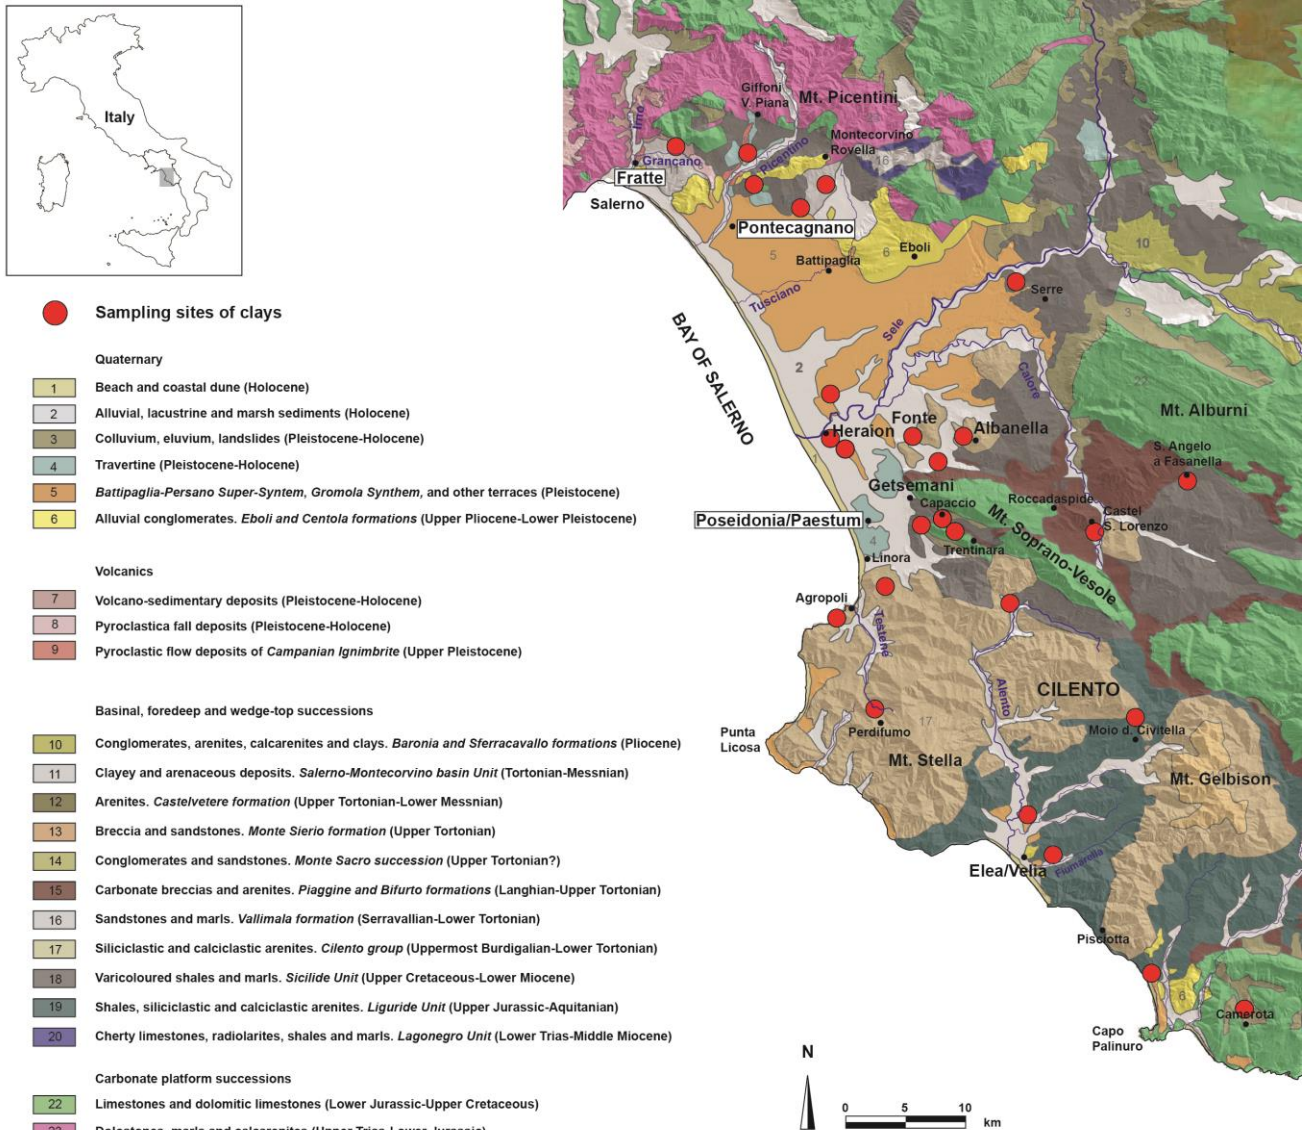 Italy
Sampling sites of clays
Quaternary
1 Beach and coastal dune (Holocene)
2 Alluvial, lacustrine and marsh sediments (Holocene)
3 Colluvium, eluvium, landslides (Pleistocene-Holocene)
4 Travertine (Pleistocene-Holocene)
5 Battipaglia-Persano Super-Syntem, Gromola Synthem, and other terraces (Pleistocene)
6 Alluvial conglomerates. Eboli and Centola formations (Upper Pliocene-Lower Pleistocene)
Volcanics
7 Volcano-sedimentary deposits (Pleistocene-Holocene)
8 Pyroclastica fall deposits (Pleistocene-Holocene)
9 Pyroclastic flow deposits of Campanian Ignimbrite (Upper Pleistocene)
Basinal, foredeep and wedge-top successions
10 Conglomerates, arenites, calcarenites and clays. Baronia and Sferracavallo formations (Pliocene)
11 Clayey and arenaceous deposits. Salerno-Montecorvino basin Unit (Tortonian-Messnian)
12 Arenites. Castelvetere formation (Upper Tortonian-Lower Messnian)
13 Breccia and sandstones. Monte Sierio formation (Upper Tortonian)
14 Conglomerates and sandstones. Monte Sacro succession (Upper Tortonian?)
15 Carbonate breccias and arenites. Piaggine and Bifurto formations (Langhian-Upper Tortonian)
16 Sandstones and marls. Vallimala formation (Serravallian-Lower Tortonian)
17 Siliciclastic and calciclastic arenites. Cilento group (Uppermost Burdigalian-Lower Tortonian)
18 Varicoloured shales and marls. Sicilide Unit (Upper Cretaceous-Lower Miocene)
19 Shales, siliciclastic and calciclastic arenites. Liguride Unit (Upper Jurassic-Aquitanian)
20 Cherty limestones, radiolarites, shales and marls. Lagonegro Unit (Lower Trias-Middle Miocene)
Carbonate platform successions
22 Limestones and dolomitic limestones (Lower Jurassic-Upper Cretaceous)
Giffoni
V. Piana
Mt. Picentini
Irno
Montecorvino
Rovella
Picentino
16
Grancano
Fratte
Salerno
Pontecagnano
5
6
Eboli
10
Battipaglia
Tusciano
Serre
3
BAY OF SALERNO
Sele
2
Calore
22
Mt. Alburni
Fonte
Heraion
Albanella
1
S. Angelo
a Fasanella
Getsemani
Capaccio
Roccadaspide
Castel
S. Lorenzo
Poseidonia/Paestum
4
Mt. Soprano-Vesole
Trentinara
Linora
Agropoli
Testene
Alento
CILENTO
Punta
Licosa
17
Perdifumo
Moio d. Civitella
Mt. Stella
Mt. Gelbison
Elea/Velia
Fiumarella
Pisciotta
6
Camerota
Capo
Palinuro
N
0 5 10
km